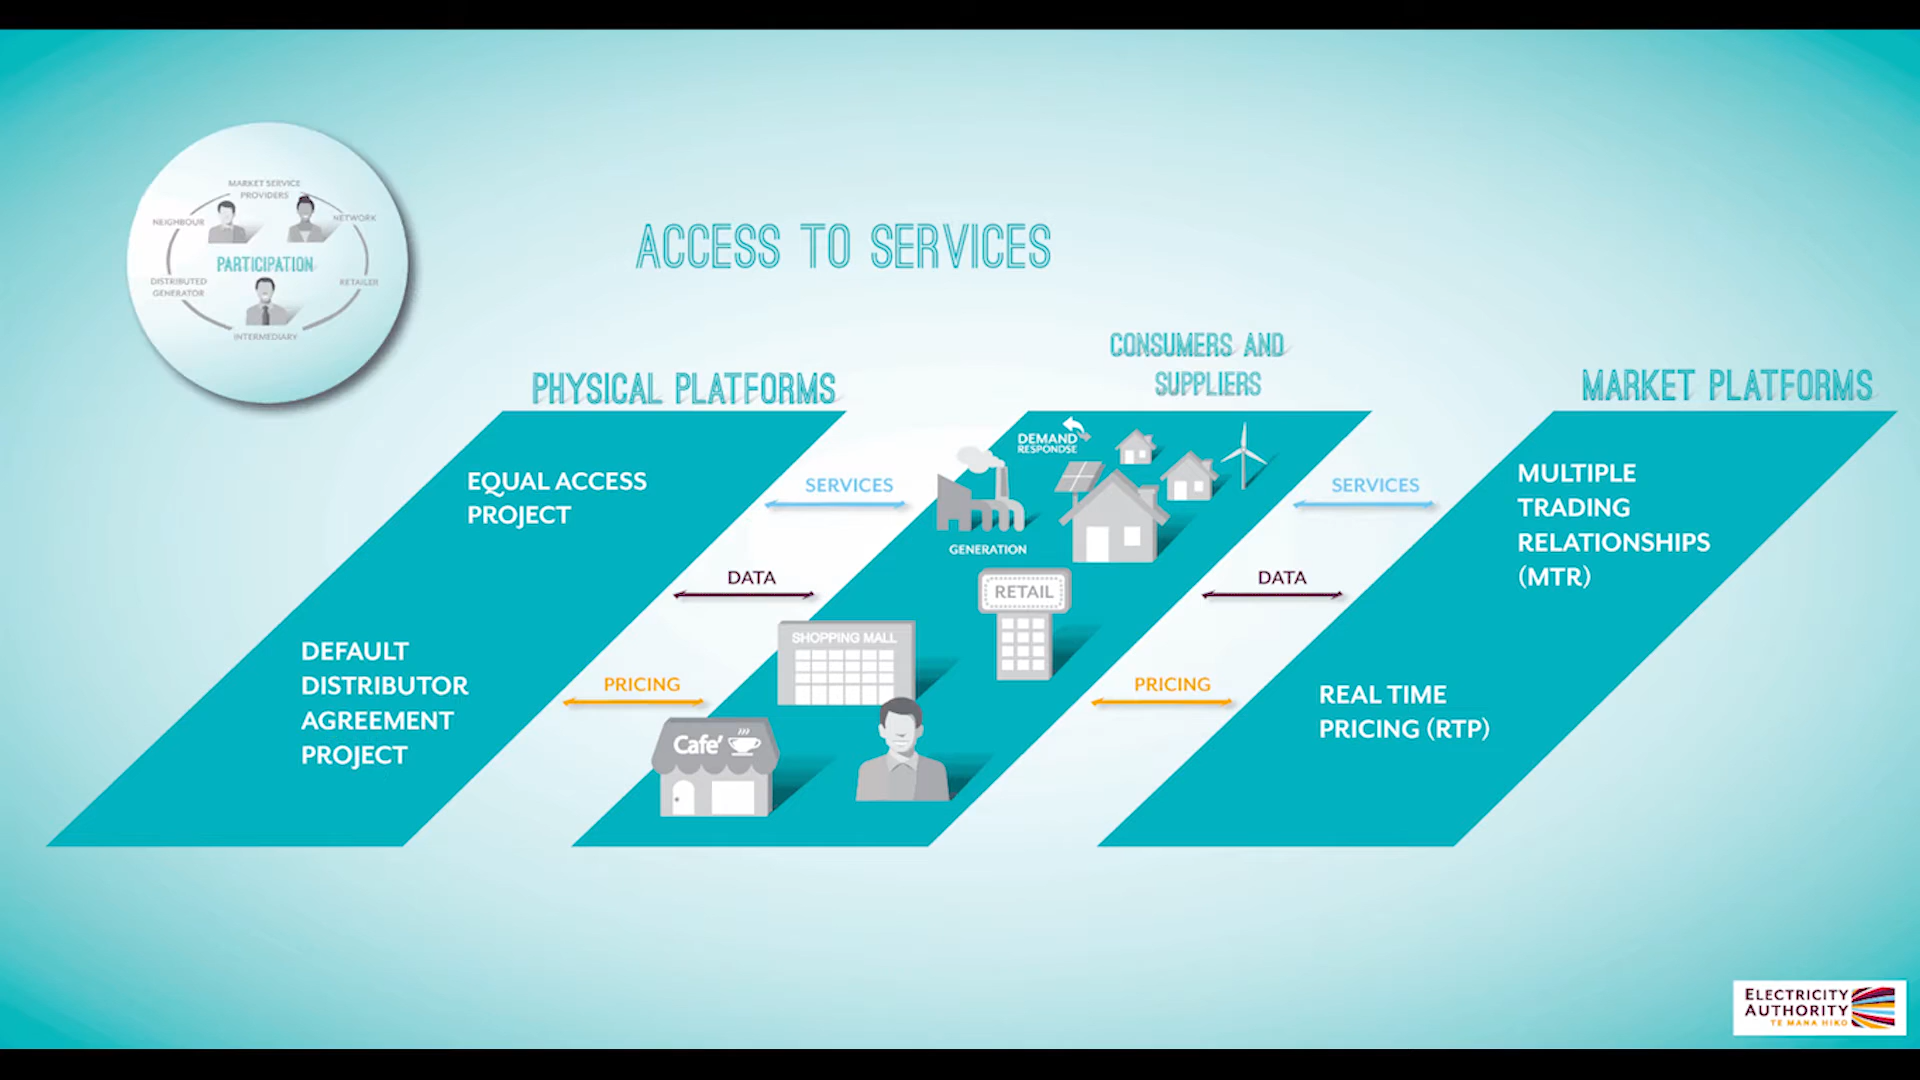 MARKET SERVICE
PROVIDERS
NEIGHBOUR
NETWORK
PARTICIPATION
DISTRIBUTED
GENERATOR
RETAILER
INTERMEDIARY
ACCESS TO SERVICES
PHYSICAL PLATFORMS
CONSUMERS AND
SUPPLIERS
MARKET PLATFORMS
EQUAL ACCESS
PROJECT
DEFAULT
DISTRIBUTOR
AGREEMENT
PROJECT
SERVICES
DATA
PRICING
DEMAND
RESPONDSE
GENERATION
RETAIL
SHOPPING MALL
Cafe'
SERVICES
DATA
PRICING
MULTIPLE
TRADING
RELATIONSHIPS
(MTR)
REAL TIME
PRICING (RTP)
ELECTRICITY
AUTHORITY
TE MANA HIKO